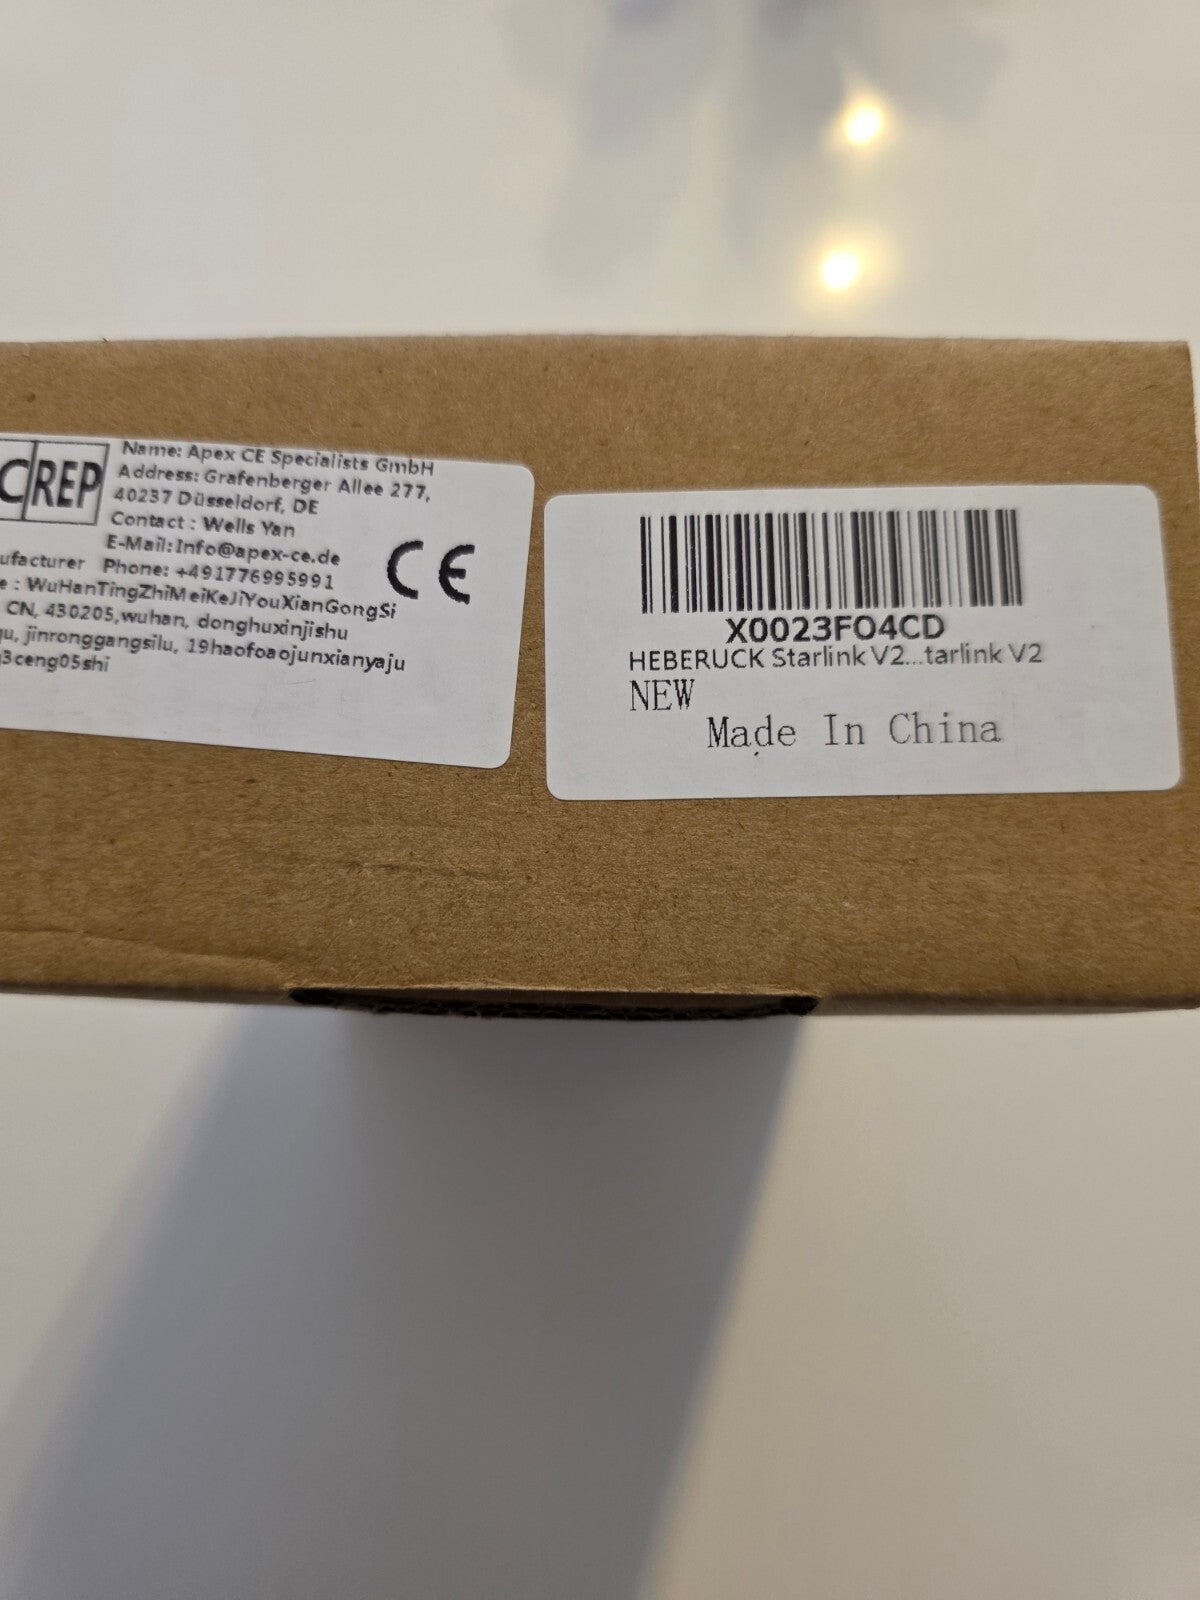 C REP
Name: Apex CE Specialists GmbH
Address: Grafenberger Allee 277,
40237 Düsseldorf, DE
Contact : Wells Yan
E-Mail:Info@apex-ce.de
ufacturer Phone: +491776995991
e : WuHanTingZhiMeiKeJiYouXianGongSi
CN, 430205,wuhan, donghuxinjishu
u, jinronggangsilu, 19haofoaojunxianyaju
3ceng05shi
CE
X0023FO4CD
HEBERUCK Starlink V2...tarlink V2
NEW
Made In China